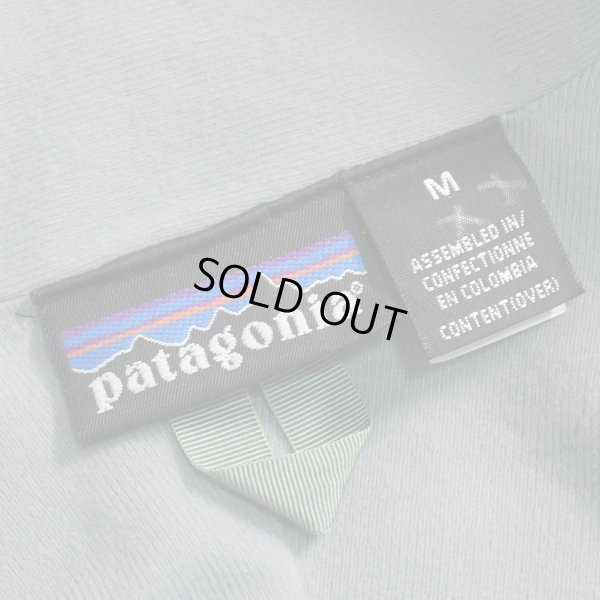 patagonia®
SOLD OUT
M
ASSEMBLED IN/
CONFECTIONNE
EN COLOMBIA
CONTENT(OVER)